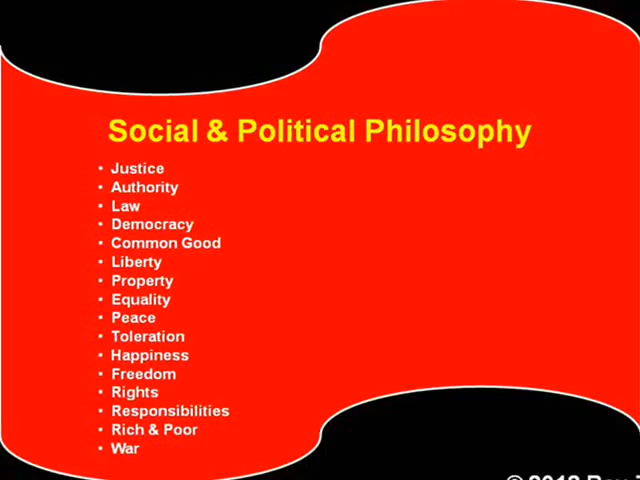 Social & Political Philosophy
• Justice
• Authority
• Law
• Democracy
• Common Good
• Liberty
• Property
• Equality
• Peace
• Toleration
• Happiness
• Freedom
• Rights
• Responsibilities
• Rich & Poor
• War
© 2012